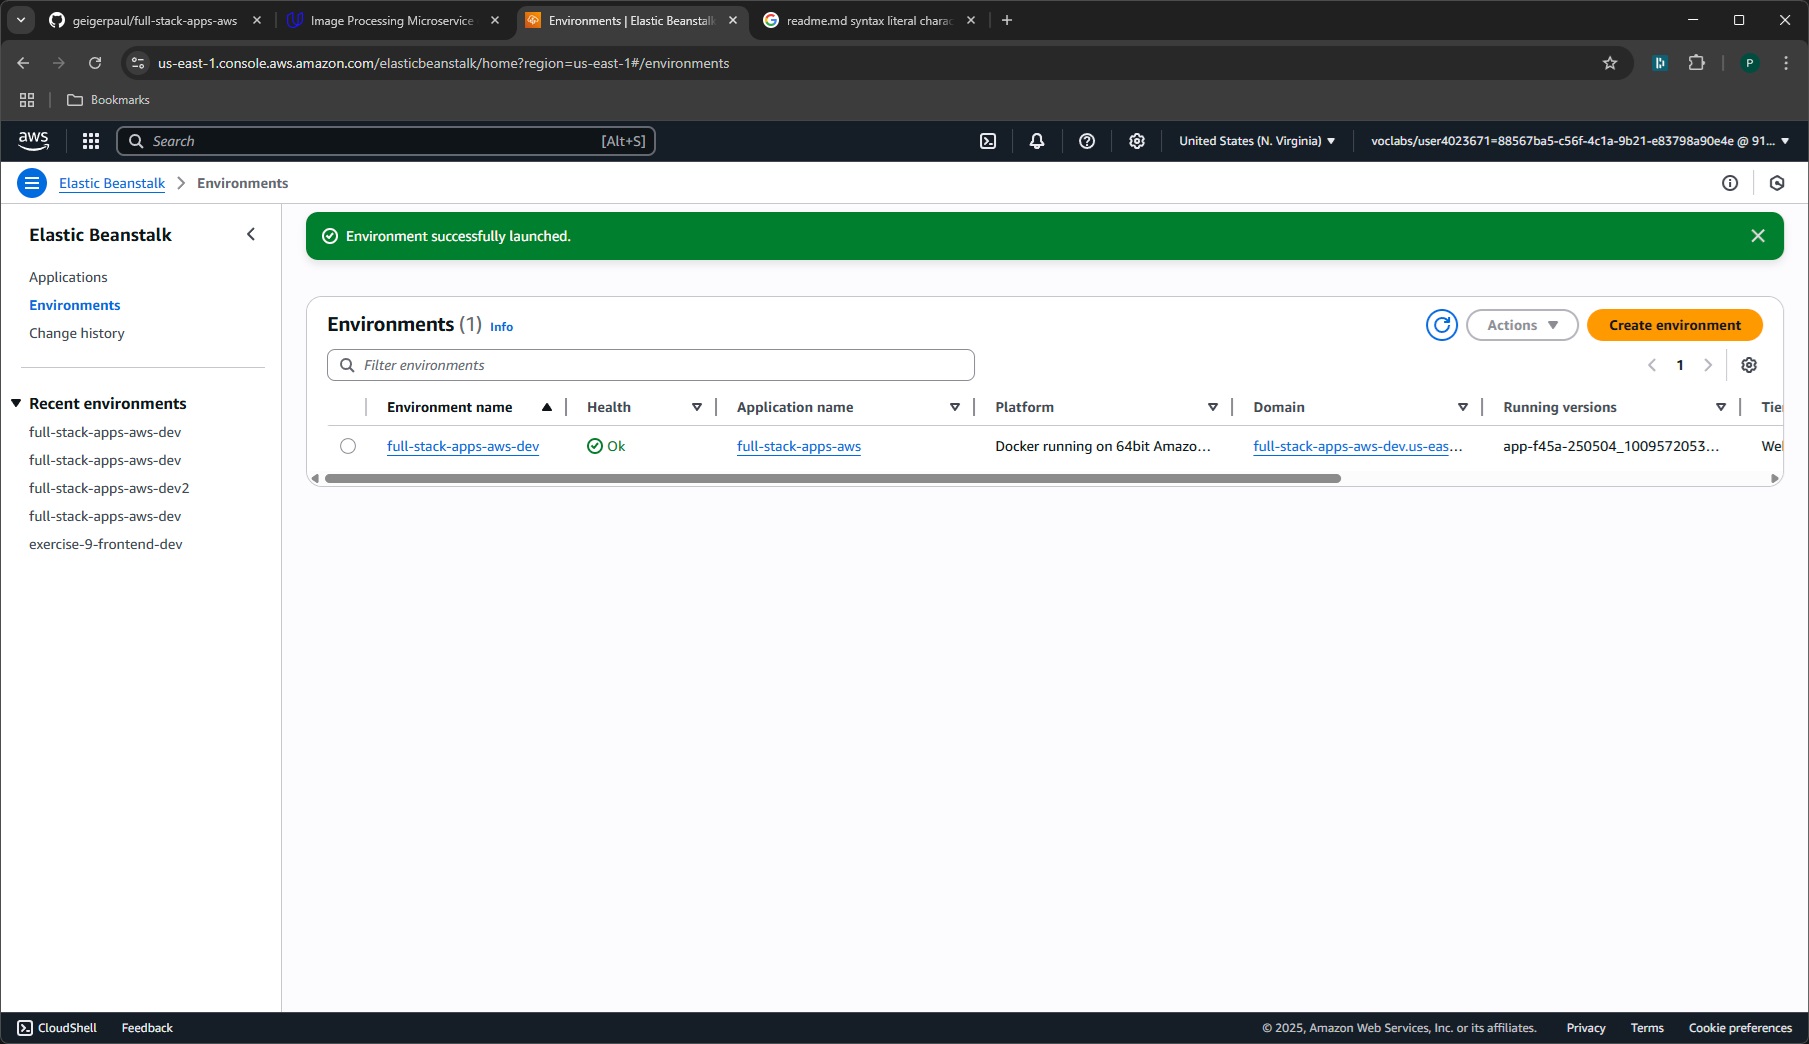 geigerpaul/full-stack-apps-aws
Image Processing Microservice
Environments | Elastic Beanstalk
readme.md syntax literal charac
us-east-1.console.aws.amazon.com/elasticbeanstalk/home?region=us-east-1#/environments
P
Bookmarks
aws
Search
[Alt+S]
United States (N. Virginia)
voclabs/user4023671=88567ba5-c56f-4c1a-9b21-e83798a90e4e @ 91...
Elastic Beanstalk
Environments
Elastic Beanstalk
Applications
Environments
Change history
Recent environments
full-stack-apps-aws-dev
full-stack-apps-aws-dev
full-stack-apps-aws-dev2
full-stack-apps-aws-dev
exercise-9-frontend-dev
Environment successfully launched.
Environments (1) Info
Actions
Create environment
Filter environments
1
Environment name Health Application name Platform Domain Running versions Tie
full-stack-apps-aws-dev Ok full-stack-apps-aws Docker running on 64bit Amazo... full-stack-apps-aws-dev.us-eas... app-f45a-250504_1009572053... We
CloudShell Feedback © 2025, Amazon Web Services, Inc. or its affiliates. Privacy Terms Cookie preferences